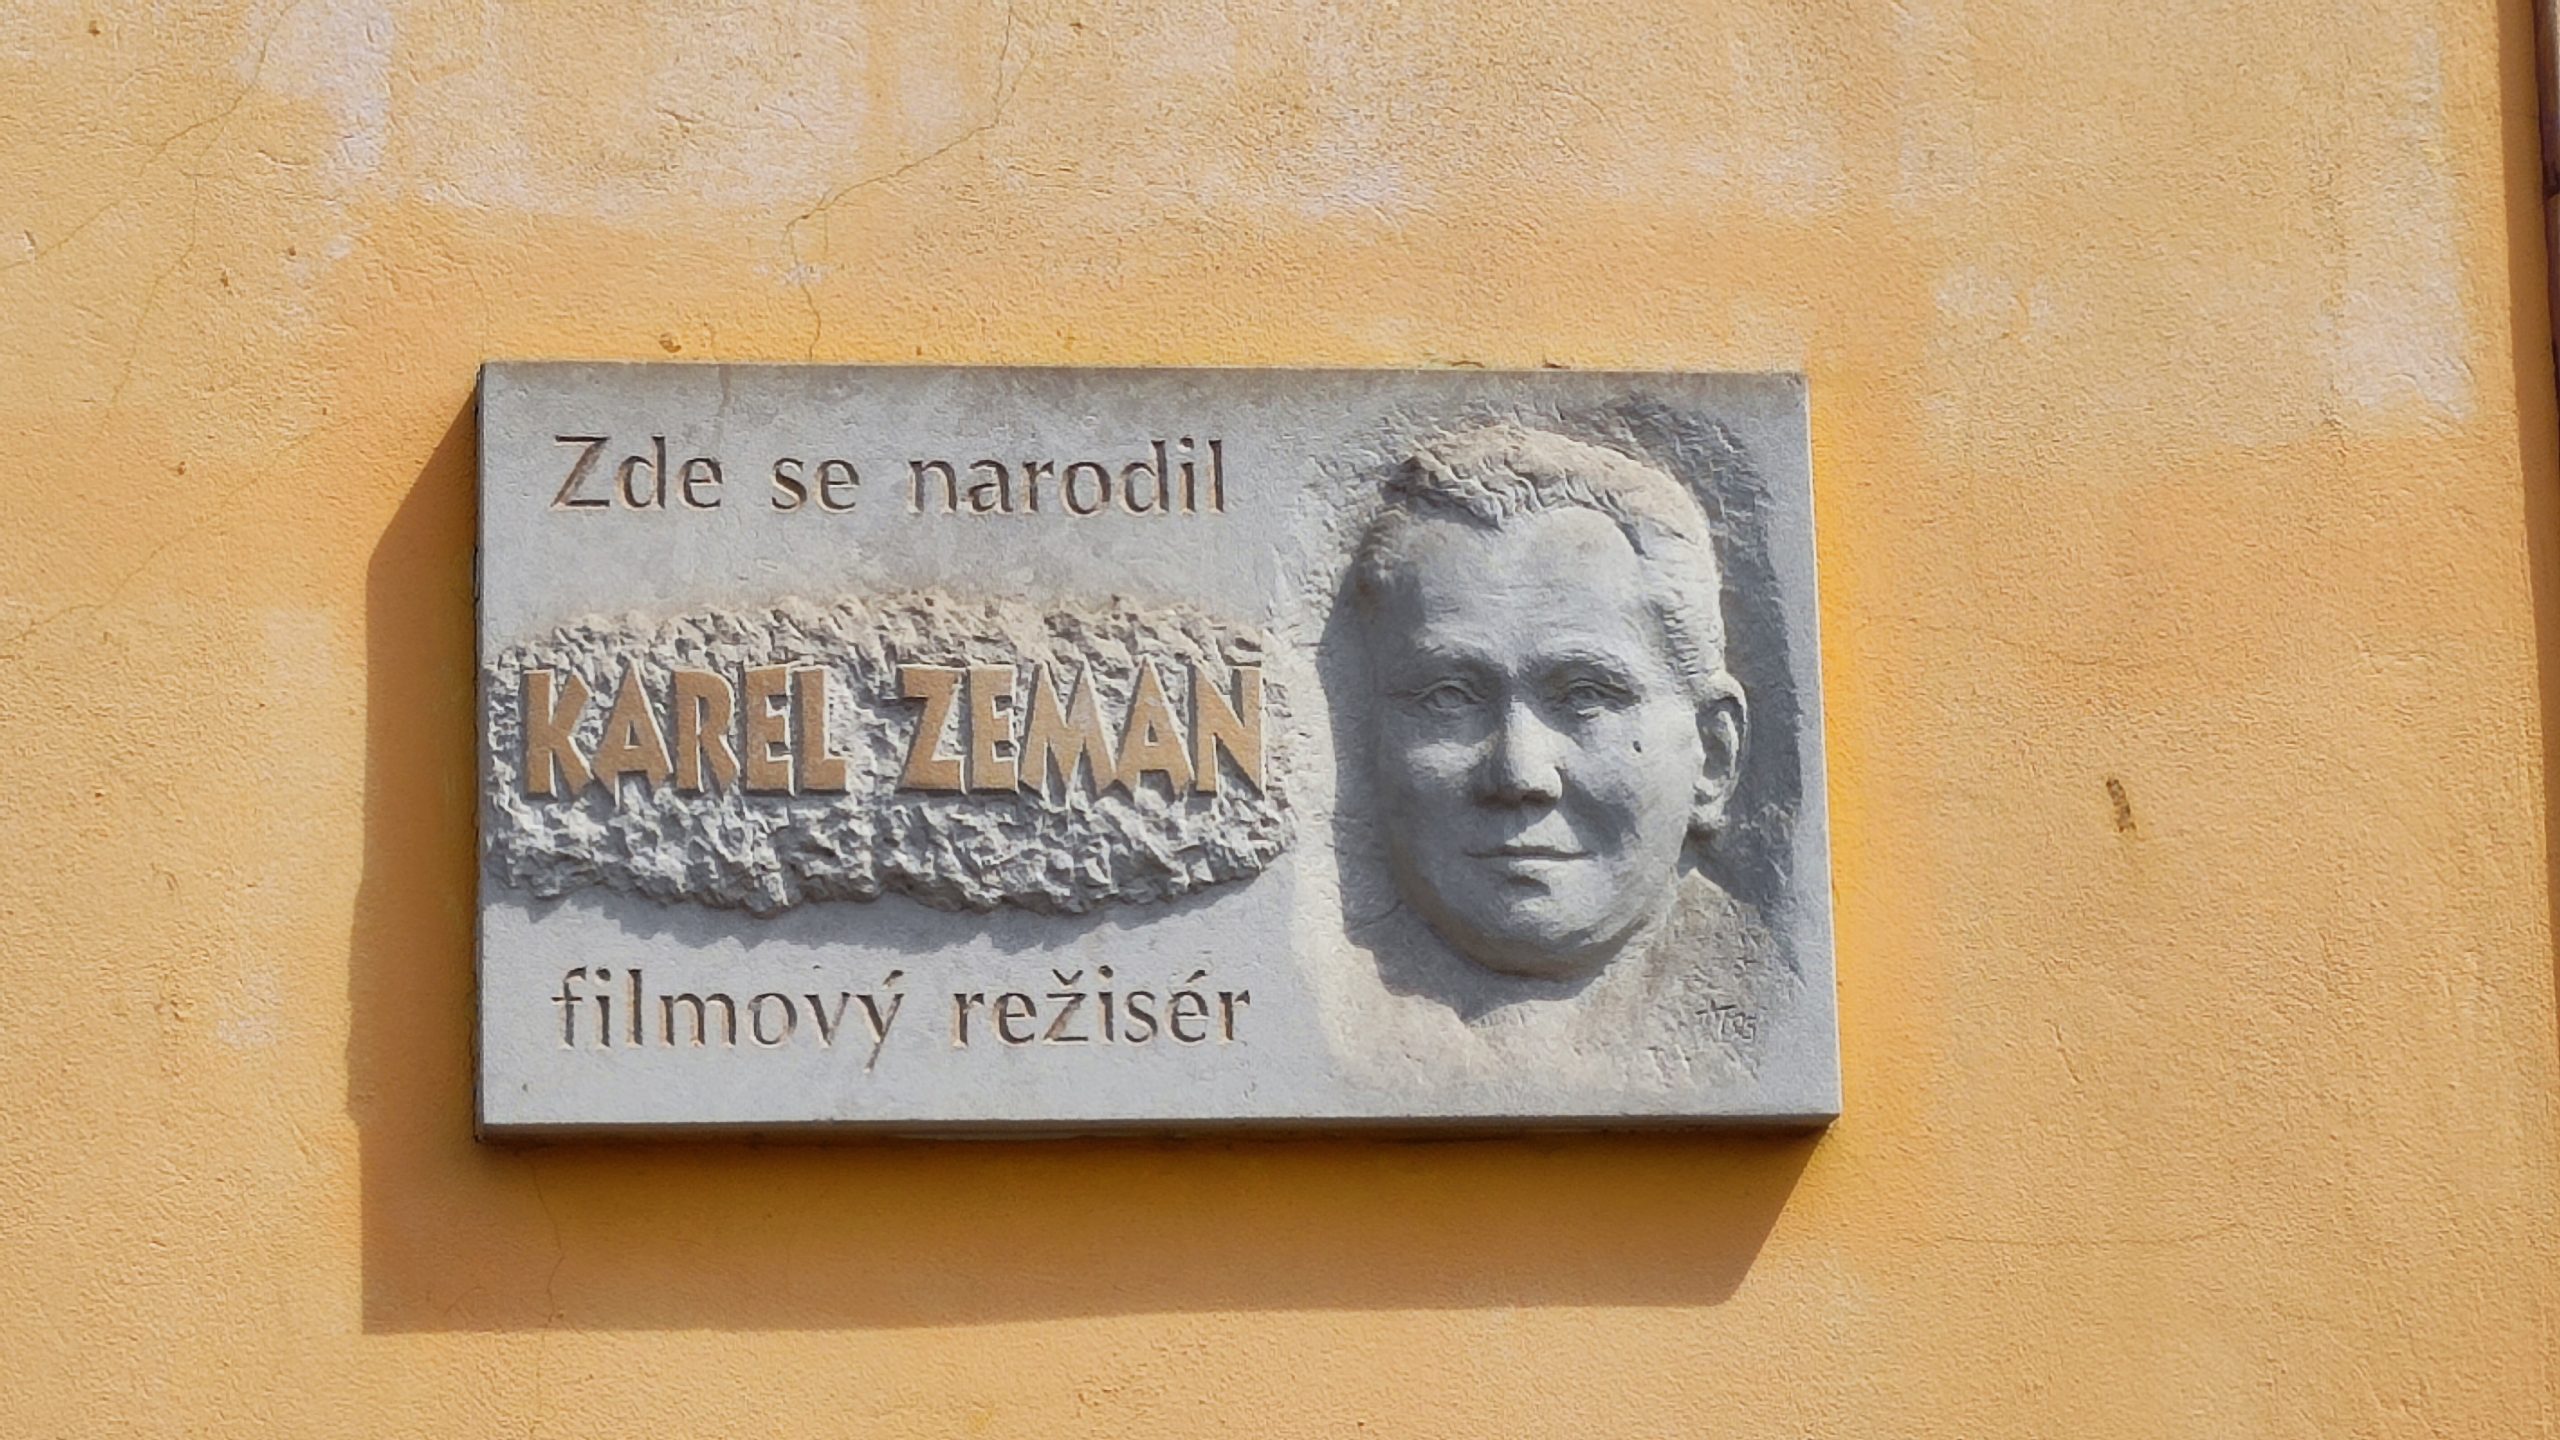 Zde se narodil
KAREL ZEMAN
filmový režisér